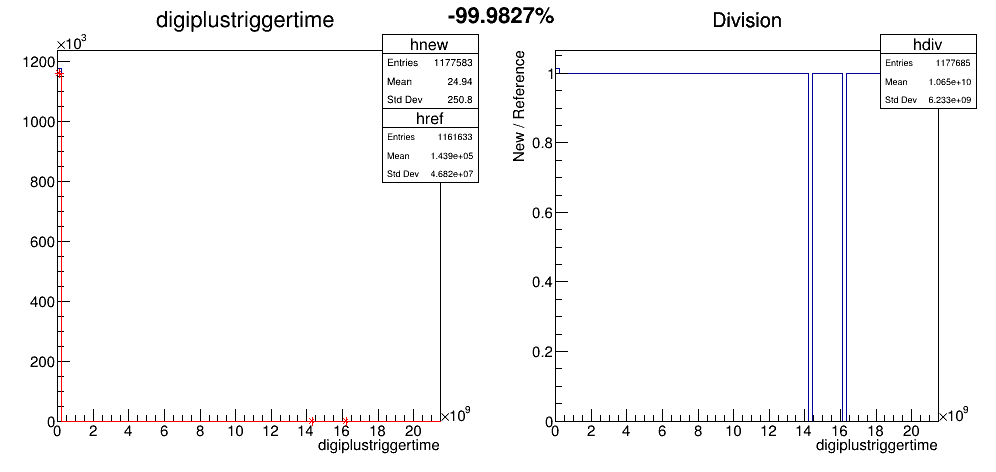 -99.9827%
digiplustriggertime
×10³
hnew
Entries 1177583
Mean 24.94
Std Dev 250.8
href
Entries 1161633
Mean 1.439e+05
Std Dev 4.682e+07
1200
1000
800
600
400
200
0
0 2 4 6 8 10 12 14 16 18 20
×10⁹
digiplustriggertime
Division
hdiv
Entries 1177685
Mean 1.065e+10
Std Dev 6.233e+09
New / Reference
1
0.8
0.6
0.4
0.2
0
0 2 4 6 8 10 12 14 16 18 20
×10⁹
digiplustriggertime